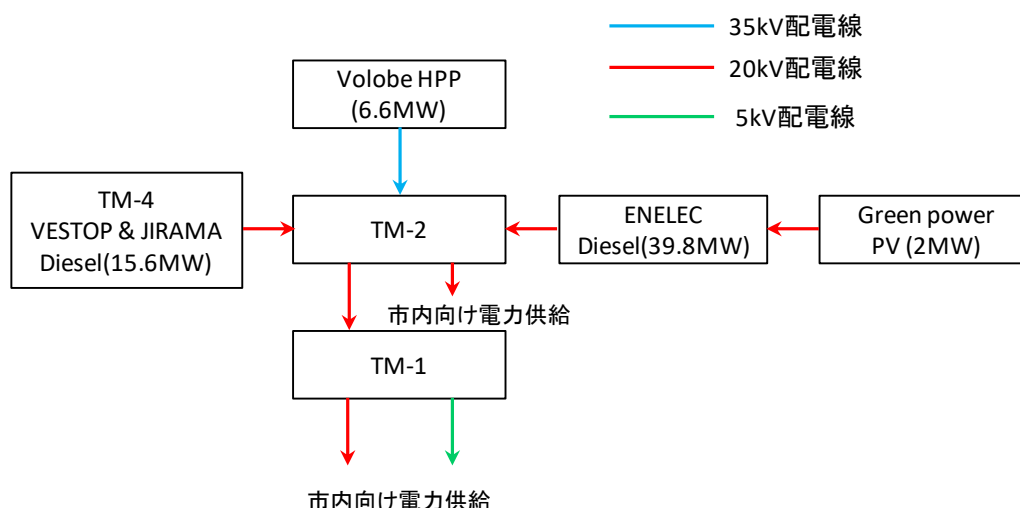 35kV配電線
20kV配電線
5kV配電線
Volobe HPP
(6.6MW)
TM-4
VESTOP & JIRAMA
Diesel(15.6MW)
TM-2
ENELEC
Diesel(39.8MW)
Green power
PV (2MW)
市内向け電力供給
TM-1
市内向け電力供給